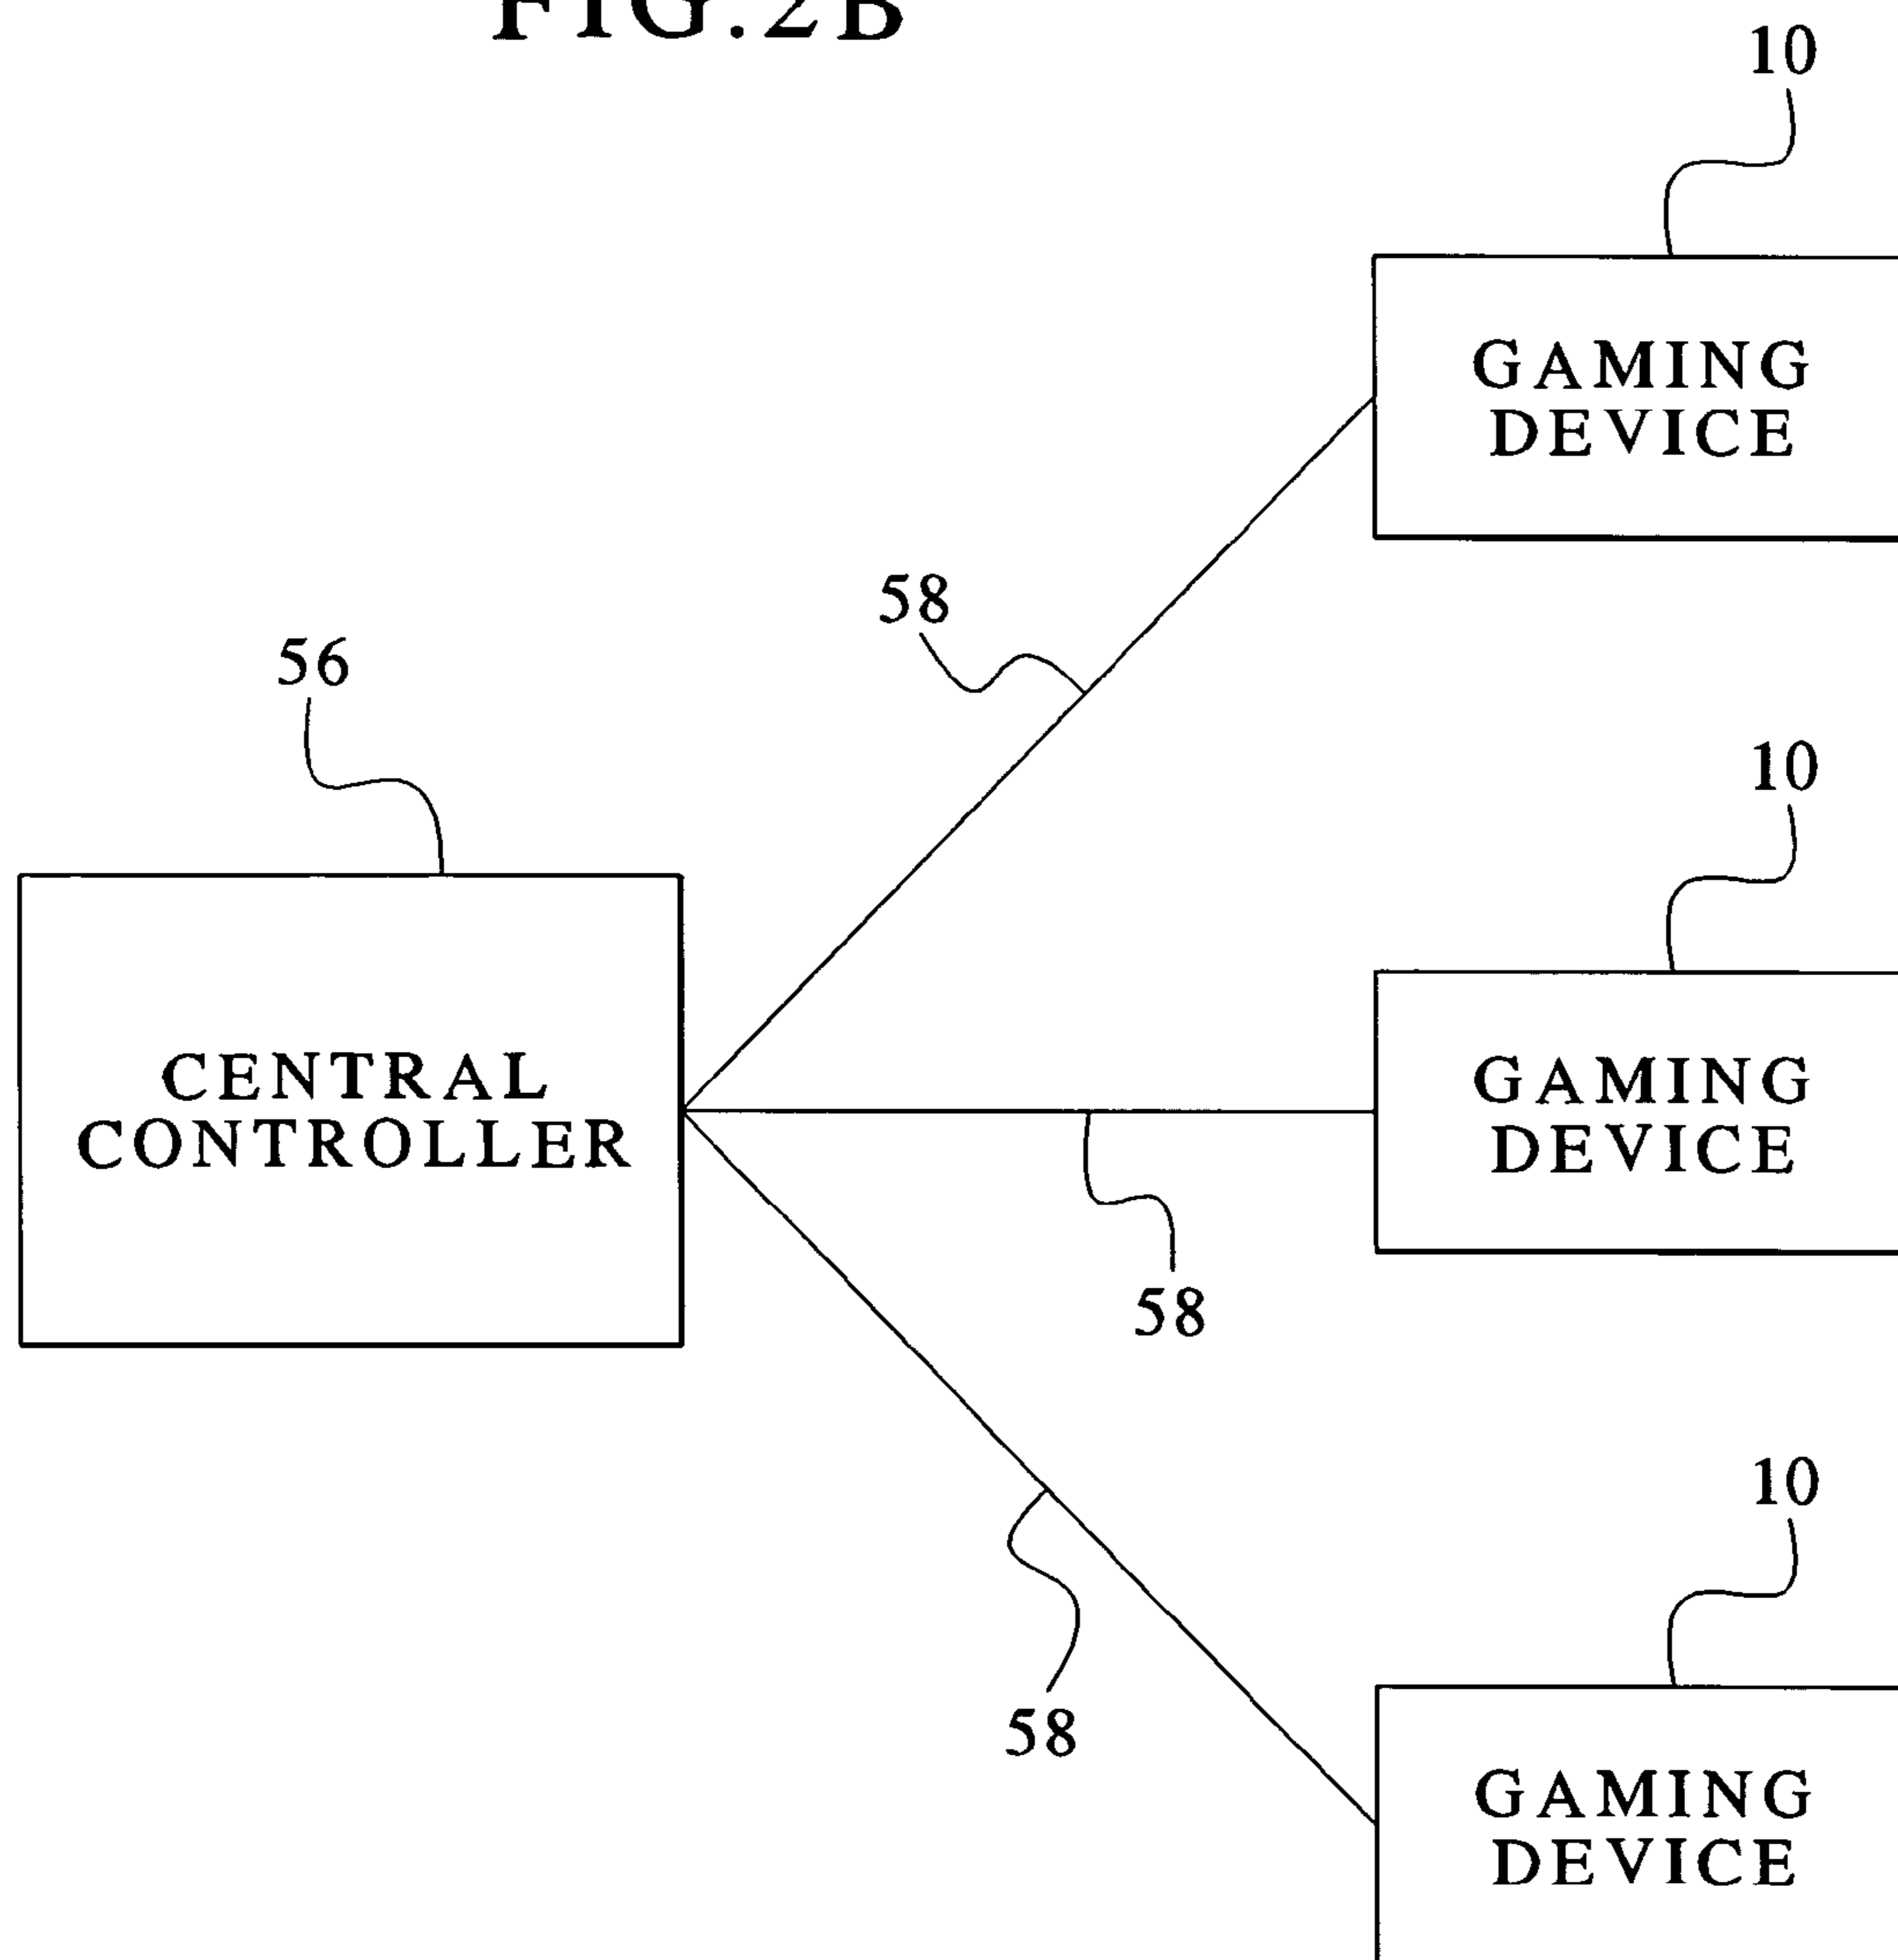 FIG.2B
10
GAMING
DEVICE
58
56
10
CENTRAL
CONTROLLER
GAMING
DEVICE
58
10
58
GAMING
DEVICE